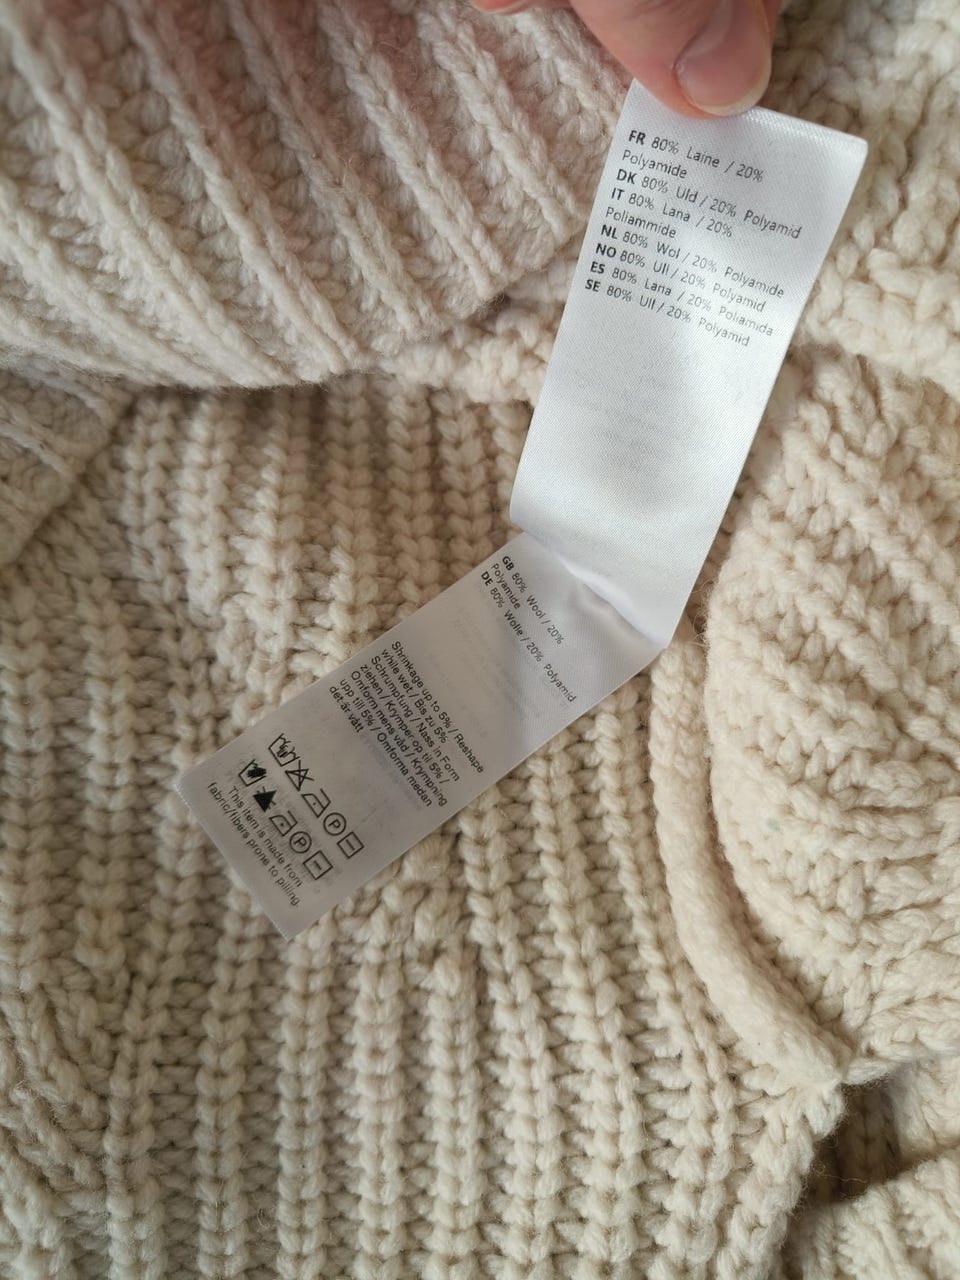 FR 80% Laine / 20%
Polyamide
DK 80% Uld / 20% Polyamid
IT 80% Lana / 20%
Poliammide
NL 80% Wol / 20% Polyamide
NO 80% Ull / 20% Polyamid
ES 80% Lana / 20% Poliamida
SE 80% Ull / 20% Polyamid
GB 80% Wool / 20%
Polyamide
DE 80% Wolle / 20% Polyamid
Shrinkage up to 5% / Reshape
while wet / Bis zu 5%
Schrumpfung / Nass in Form
ziehen / Krymper op til 5% /
Omform mens våd / Krympning
upp till 5% / Omforma medan
det är vått
P
P
This item is made from
fabric/fibers prone to pilling.